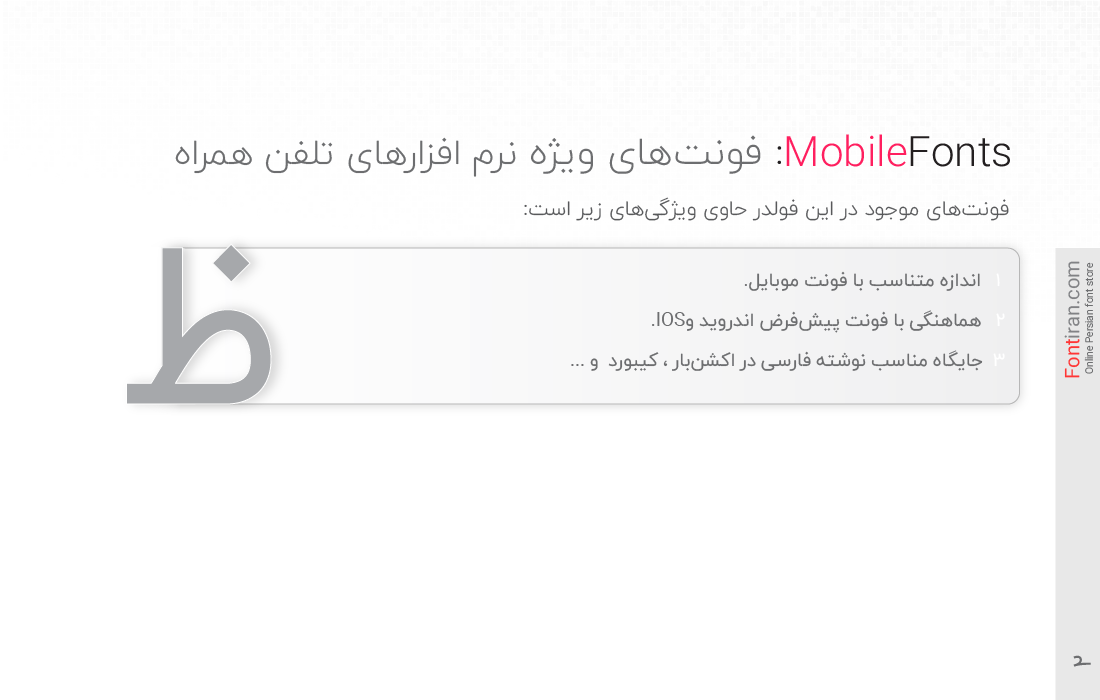 MobileFonts: فونت‌های ویژه نرم افزارهای تلفن همراه
فونت‌های موجود در این فولدر حاوی ویژگی‌های زیر است:
۱ اندازه متناسب با فونت موبایل.
۲ هماهنگی با فونت پیش‌فرض اندروید وIOS.
۳ جایگاه مناسب نوشته فارسی در اکشن‌بار ، کیبورد و ...
ظ
Fontiran.com
Online Persian font store
۲